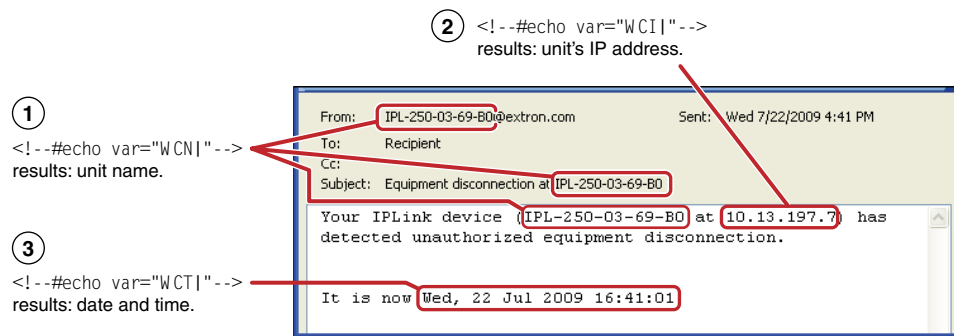 2 <!--#echo var="WCI|"-->
results: unit's IP address.
1
<!--#echo var="WCN|"-->
results: unit name.
3
<!--#echo var="WCT|"-->
results: date and time.
From: IPL-250-03-69-B0@extron.com Sent: Wed 7/22/2009 4:41 PM
To: Recipient
Cc:
Subject: Equipment disconnection at IPL-250-03-69-B0
Your IPLink device (IPL-250-03-69-B0 at 10.13.197.7) has
detected unauthorized equipment disconnection.
It is now Wed, 22 Jul 2009 16:41:01